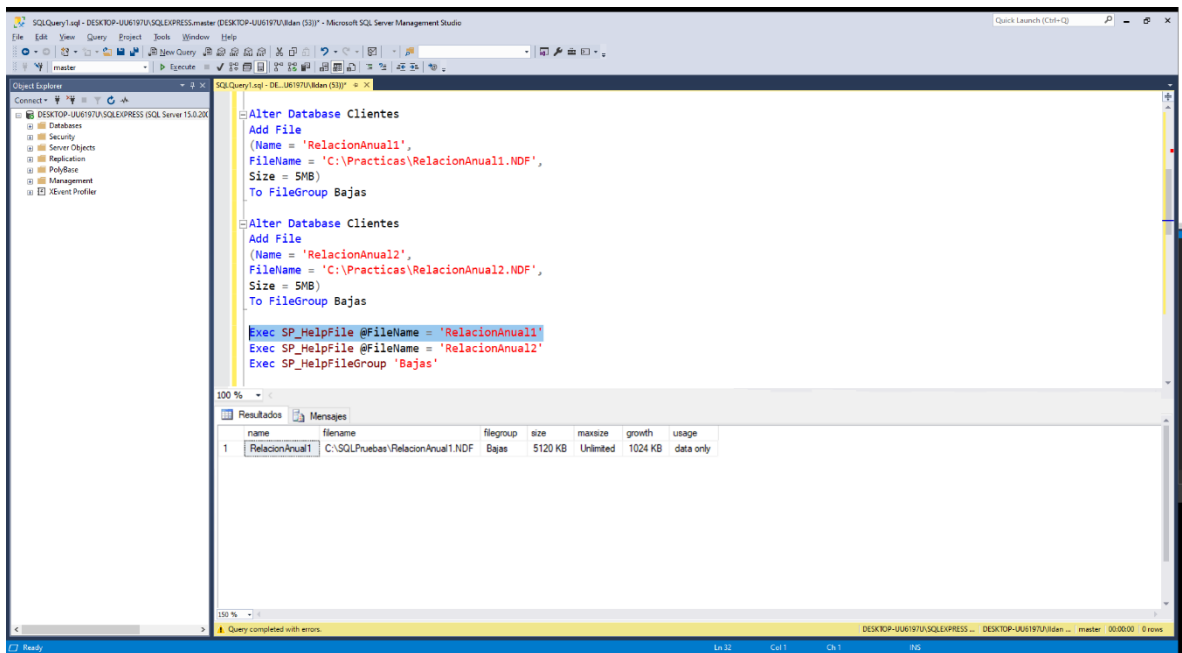 SQLQuery1.sql - DESKTOP-UU6197U\SQLEXPRESS.master (DESKTOP-UU6197U\Ildan (53))* - Microsoft SQL Server Management Studio
Quick Launch (Ctrl+Q)
File Edit View Query Project Tools Window Help
New Query
master Execute
Object Explorer
SQLQuery1.sql - DE...U6197U\Ildan (53))*
Connect
DESKTOP-UU6197U\SQLEXPRESS (SQL Server 15.0.200
Databases
Security
Server Objects
Replication
PolyBase
Management
XEvent Profiler
Alter Database Clientes
Add File
(Name = 'RelacionAnual1',
FileName = 'C:\Practicas\RelacionAnual1.NDF',
Size = 5MB)
To FileGroup Bajas
Alter Database Clientes
Add File
(Name = 'RelacionAnual2',
FileName = 'C:\Practicas\RelacionAnual2.NDF',
Size = 5MB)
To FileGroup Bajas
Exec SP_HelpFile @FileName = 'RelacionAnual1'
Exec SP_HelpFile @FileName = 'RelacionAnual2'
Exec SP_HelpFileGroup 'Bajas'
100 %
Resultados Mensajes
name filename filegroup size maxsize growth usage
1 RelacionAnual1 C:\SQLPruebas\RelacionAnual1.NDF Bajas 5120 KB Unlimited 1024 KB data only
150 %
Query completed with errors. DESKTOP-UU6197U\SQLEXPRESS ... DESKTOP-UU6197U\Ildan ... master 00:00:00 0 rows
Ready Ln 32 Col 1 Ch 1 INS